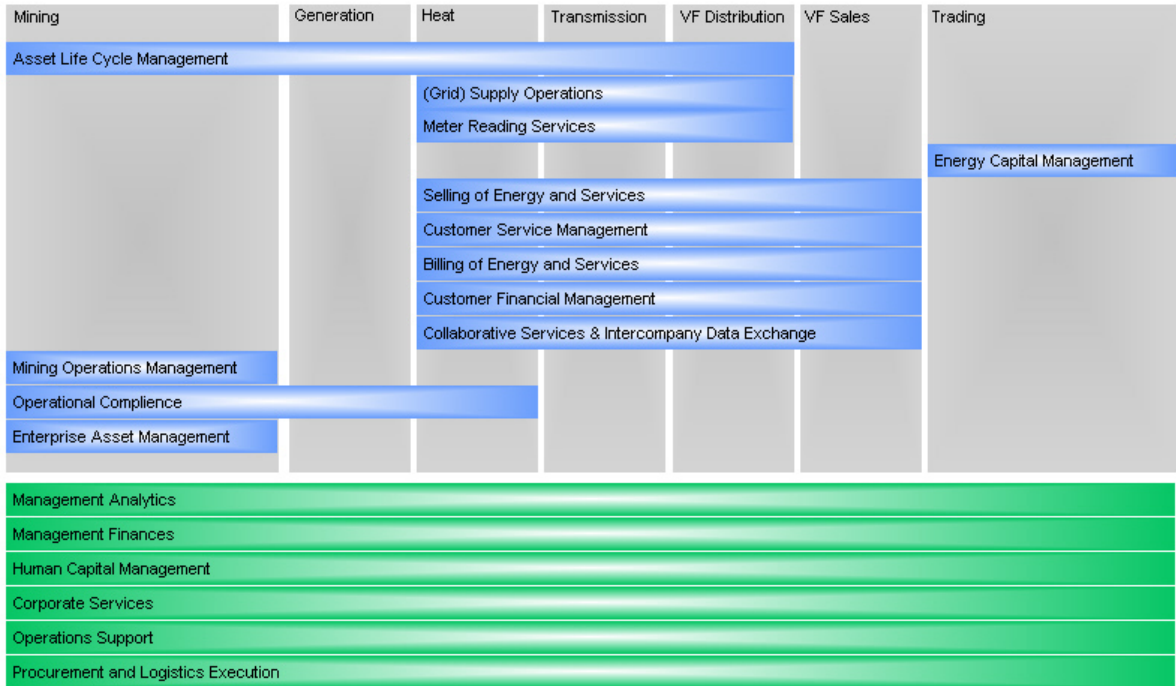 Mining
Generation
Heat
Transmission
VF Distribution
VF Sales
Trading
Asset Life Cycle Management
(Grid) Supply Operations
Meter Reading Services
Energy Capital Management
Selling of Energy and Services
Customer Service Management
Billing of Energy and Services
Customer Financial Management
Collaborative Services & Intercompany Data Exchange
Mining Operations Management
Operational Complience
Enterprise Asset Management
Management Analytics
Management Finances
Human Capital Management
Corporate Services
Operations Support
Procurement and Logistics Execution